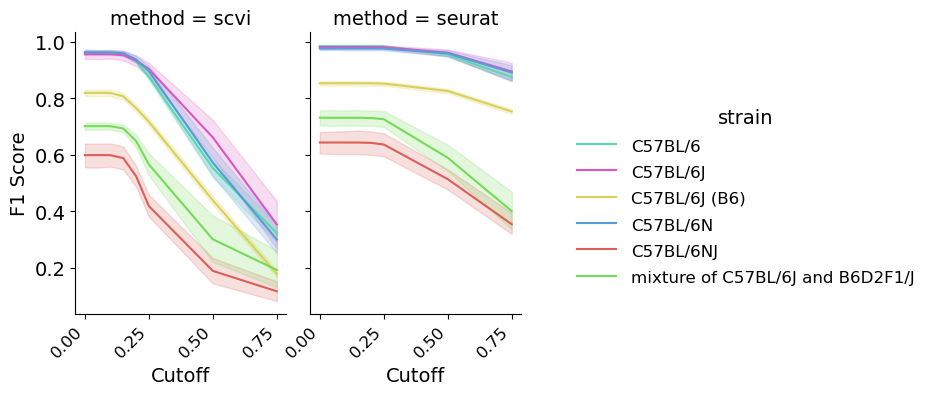 method = scvi
method = seurat
1.0
0.8
0.6
0.4
0.2
F1 Score
0.00
0.25
0.50
0.75
Cutoff
0.00
0.25
0.50
0.75
Cutoff
strain
C57BL/6
C57BL/6J
C57BL/6J (B6)
C57BL/6N
C57BL/6NJ
mixture of C57BL/6J and B6D2F1/J